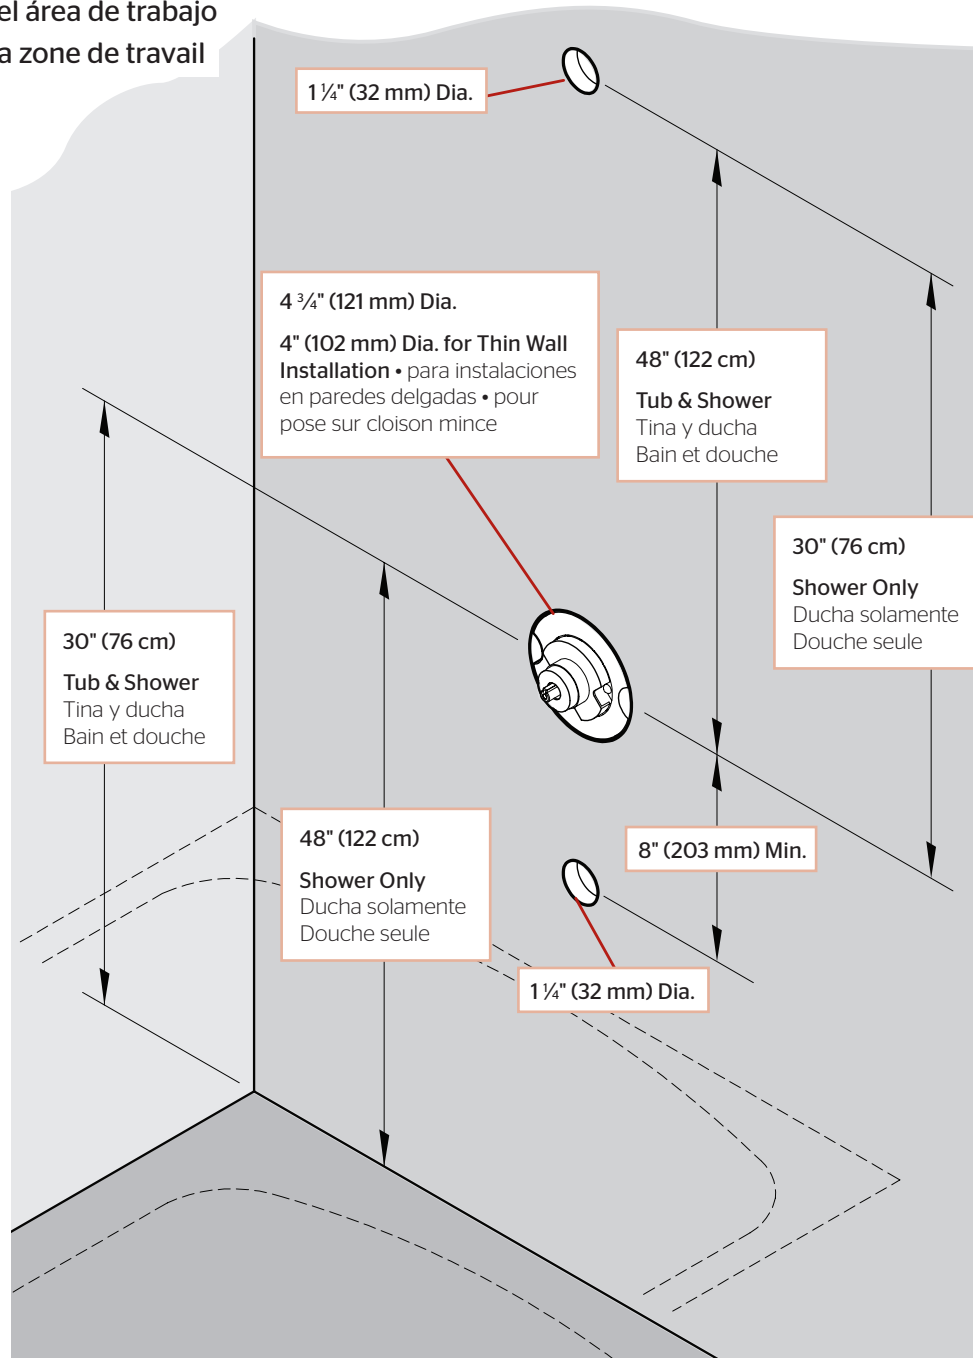 el área de trabajo
a zone de travail
1 ¼" (32 mm) Dia.
4 ¾" (121 mm) Dia.
4" (102 mm) Dia. for Thin Wall
Installation • para instalaciones
en paredes delgadas • pour
pose sur cloison mince
48" (122 cm)
Tub & Shower
Tina y ducha
Bain et douche
30" (76 cm)
Shower Only
Ducha solamente
Douche seule
30" (76 cm)
Tub & Shower
Tina y ducha
Bain et douche
48" (122 cm)
Shower Only
Ducha solamente
Douche seule
8" (203 mm) Min.
1 ¼" (32 mm) Dia.